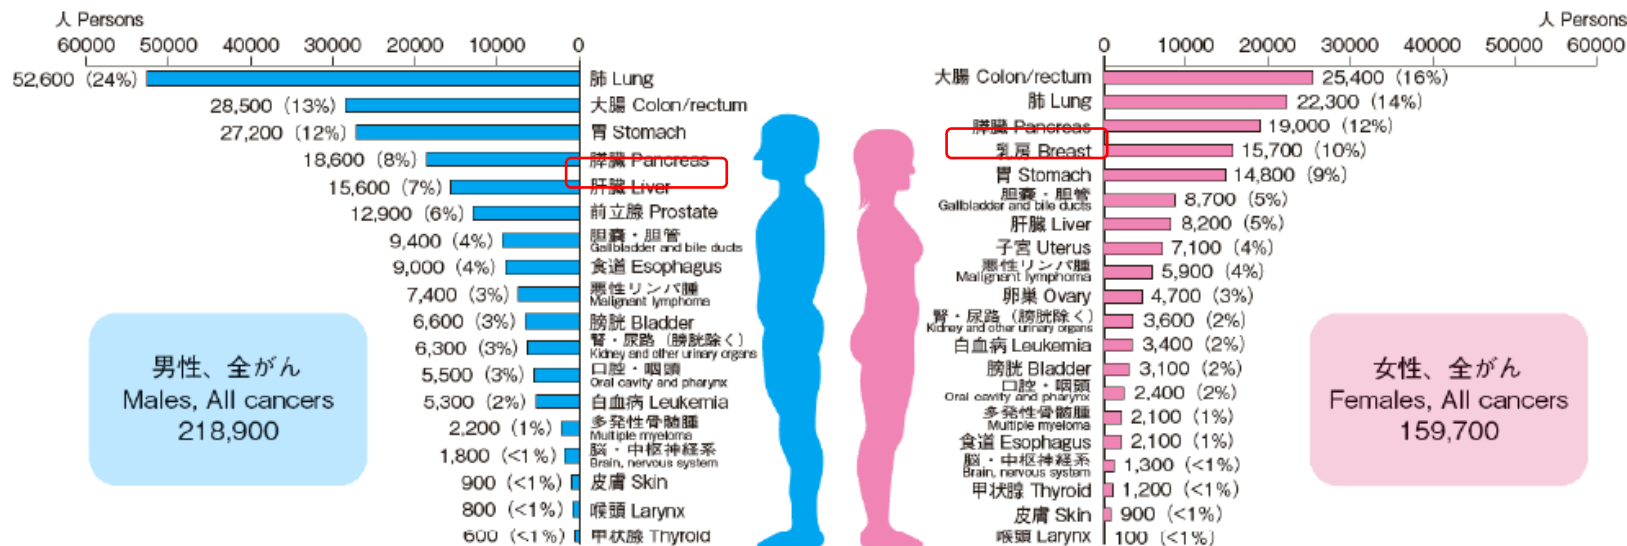 人 Persons
60000 50000 40000 30000 20000 10000 0
52,600 (24%) 肺 Lung
28,500 (13%) 大腸 Colon/rectum
27,200 (12%) 胃 Stomach
18,600 (8%) 膵臓 Pancreas
15,600 (7%) 肝臓 Liver
12,900 (6%) 前立腺 Prostate
9,400 (4%) 胆嚢・胆管
Gallbladder and bile ducts
9,000 (4%) 食道 Esophagus
7,400 (3%) 悪性リンパ腫
Malignant lymphoma
6,600 (3%) 膀胱 Bladder
6,300 (3%) 腎・尿路（膀胱除く）
Kidney and other urinary organs
5,500 (3%) 口腔・咽頭
Oral cavity and pharynx
5,300 (2%) 白血病 Leukemia
2,200 (1%) 多発性骨髄腫
Multiple myeloma
1,800 (<1%) 脳・中枢神経系
Brain, nervous system
900 (<1%) 皮膚 Skin
800 (<1%) 喉頭 Larynx
600 (<1%) 甲状腺 Thyroid
男性、全がん
Males, All cancers
218,900
人 Persons
0 10000 20000 30000 40000 50000 60000
大腸 Colon/rectum 25,400 (16%)
肺 Lung 22,300 (14%)
膵臓 Pancreas 19,000 (12%)
乳房 Breast 15,700 (10%)
胃 Stomach 14,800 (9%)
胆嚢・胆管 8,700 (5%)
Gallbladder and bile ducts
肝臓 Liver 8,200 (5%)
子宮 Uterus 7,100 (4%)
悪性リンパ腫 5,900 (4%)
Malignant lymphoma
卵巣 Ovary 4,700 (3%)
腎・尿路（膀胱除く） 3,600 (2%)
Kidney and other urinary organs
白血病 Leukemia 3,400 (2%)
膀胱 Bladder 3,100 (2%)
口腔・咽頭 2,400 (2%)
Oral cavity and pharynx
多発性骨髄腫 2,100 (1%)
Multiple myeloma
食道 Esophagus 2,100 (1%)
脳・中枢神経系 1,300 (<1%)
Brain, nervous system
甲状腺 Thyroid 1,200 (<1%)
皮膚 Skin 900 (<1%)
喉頭 Larynx 100 (<1%)
女性、全がん
Females, All cancers
159,700